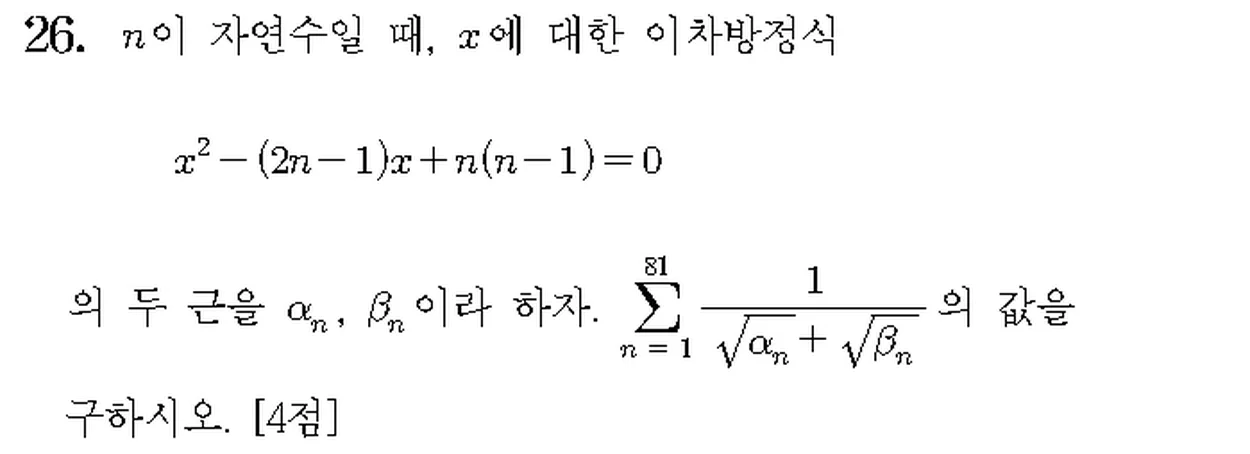 26. n이 자연수일 때, x에 대한 이차방정식
x² − (2n − 1)x + n(n − 1) = 0
의 두 근을 αₙ, βₙ이라 하자. ∑_{n = 1}^{81} 1/(√αₙ + √βₙ) 의 값을
구하시오. [4점]